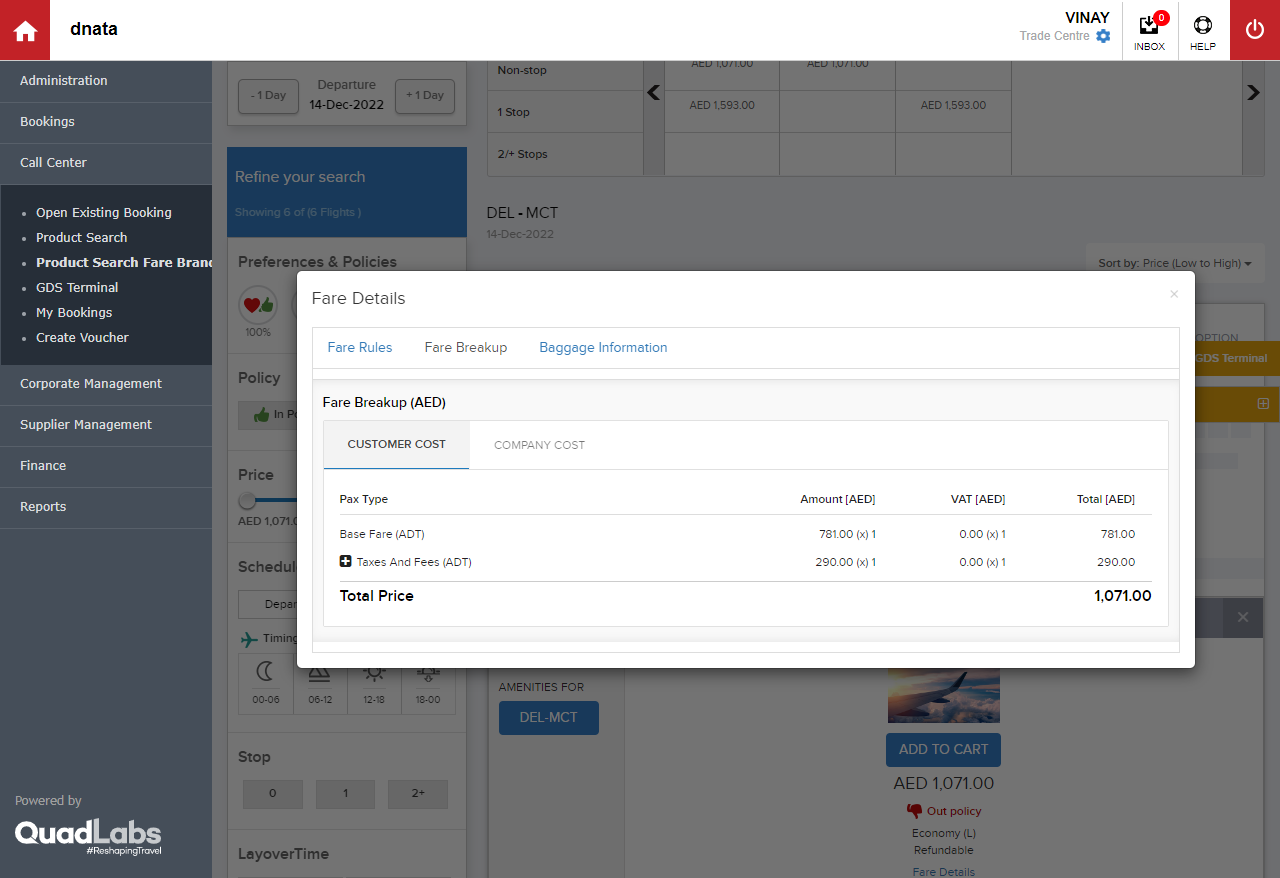 dnata
VINAY
Trade Centre
0
INBOX
HELP
Administration
Bookings
Call Center
Open Existing Booking
Product Search
Product Search Fare Brand
GDS Terminal
My Bookings
Create Voucher
Corporate Management
Supplier Management
Finance
Reports
Powered by
QuadLabs
#ReshapingTravel
- 1 Day
Departure
14-Dec-2022
+ 1 Day
Refine your search
Showing 6 of (6 Flights )
Preferences & Policies
100%
Policy
In Po
Price
AED 1,071.0
Schedul
Depar
Timing
00-06
06-12
12-18
18-00
Stop
0
1
2+
LayoverTime
Non-stop
AED 1,071.00
AED 1,071.00
1 Stop
AED 1,593.00
AED 1,593.00
2/+ Stops
DEL - MCT
14-Dec-2022
Sort by: Price (Low to High)
OPTION
GDS Terminal
Fare Details
×
Fare Rules
Fare Breakup
Baggage Information
Fare Breakup (AED)
CUSTOMER COST
COMPANY COST
Pax Type Amount [AED] VAT [AED] Total [AED]
Base Fare (ADT) 781.00 (x) 1 0.00 (x) 1 781.00
Taxes And Fees (ADT) 290.00 (x) 1 0.00 (x) 1 290.00
Total Price 1,071.00
AMENITIES FOR
DEL-MCT
ADD TO CART
AED 1,071.00
Out policy
Economy (L)
Refundable
Fare Details